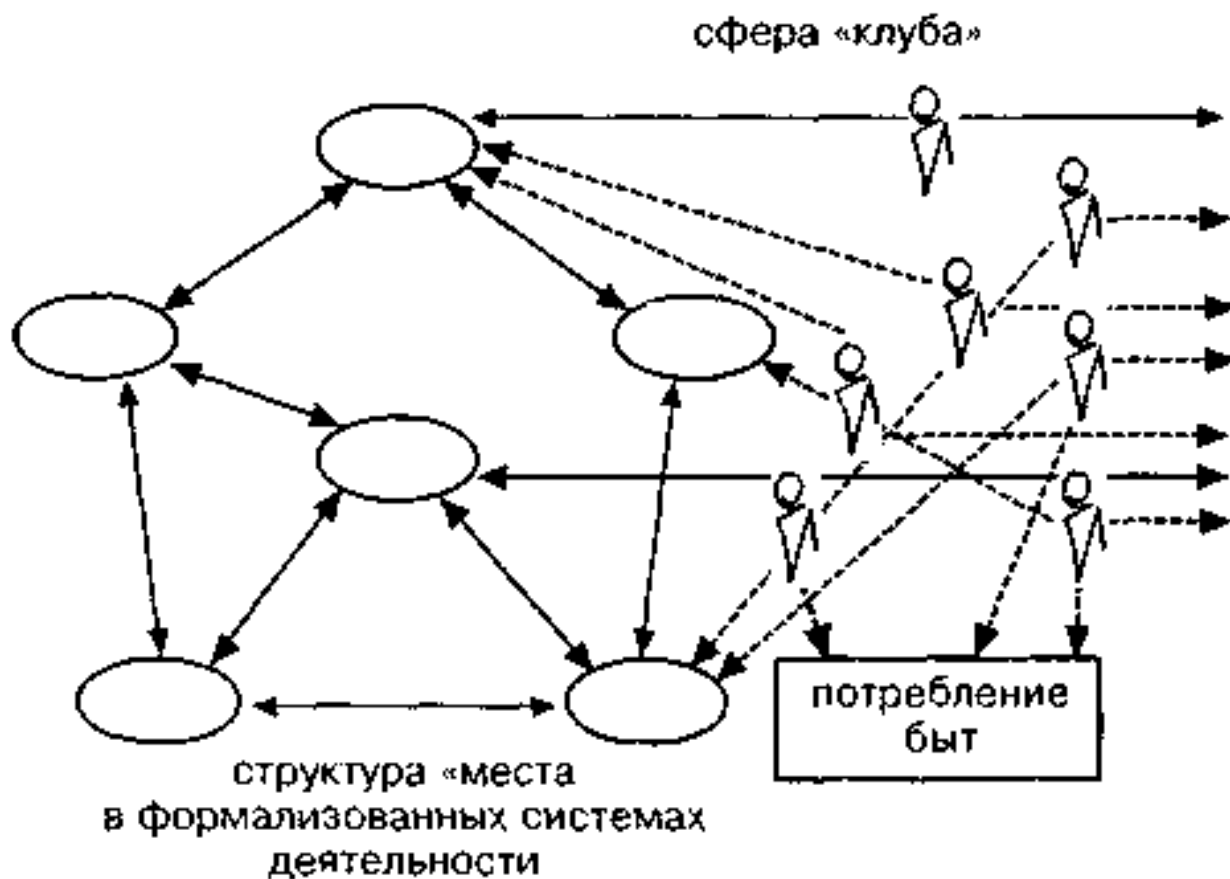 сфера «клуба»
потребление
быт
структура «места
в формализованных системах
деятельности